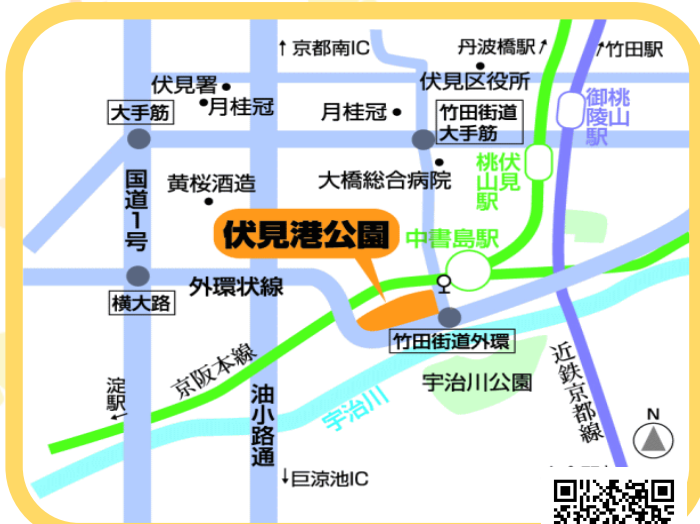 ↑京都南IC
丹波橋駅↗
↗竹田駅
伏見署
伏見区役所
月桂冠
月桂冠
大手筋
竹田街道
大手筋
桃山
御陵駅
黄桜酒造
大橋総合病院
伏見
桃山駅
国道1号
伏見港公園
中書島駅
外環状線
横大路
竹田街道外環
京阪本線
宇治川公園
近鉄京都線
淀駅
←
油小路通
宇治川
N
↓巨涼池IC